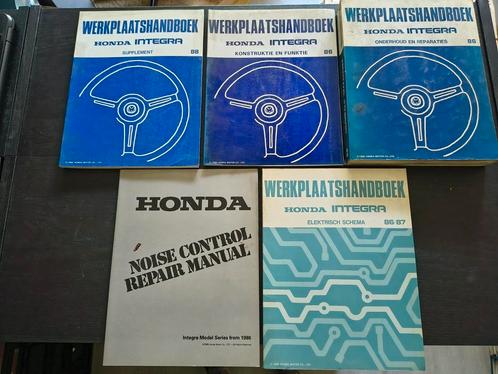 WERKPLAATSHANDBOEK
HONDA INTEGRA
SUPPLEMENT 88
WERKPLAATSHANDBOEK
HONDA INTEGRA
KONSTRUKTIE EN FUNKTIE 86
WERKPLAATSHANDBOEK
HONDA INTEGRA
ONDERHOUD EN REPARATIES 86
HONDA
NOISE CONTROL
REPAIR MANUAL
Integra Model Series from 1986
WERKPLAATSHANDBOEK
HONDA INTEGRA
ELEKTRISCH SCHEMA 86-87